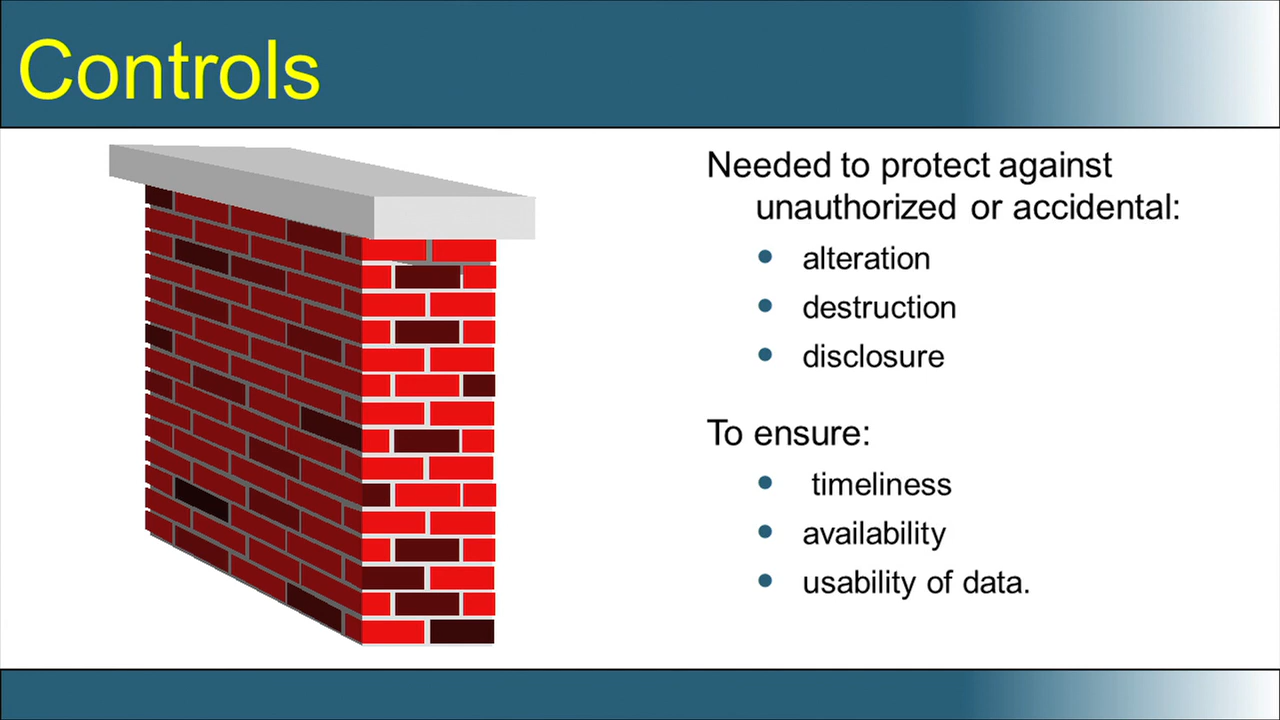 Controls
Needed to protect against
unauthorized or accidental:
• alteration
• destruction
• disclosure
To ensure:
• timeliness
• availability
• usability of data.